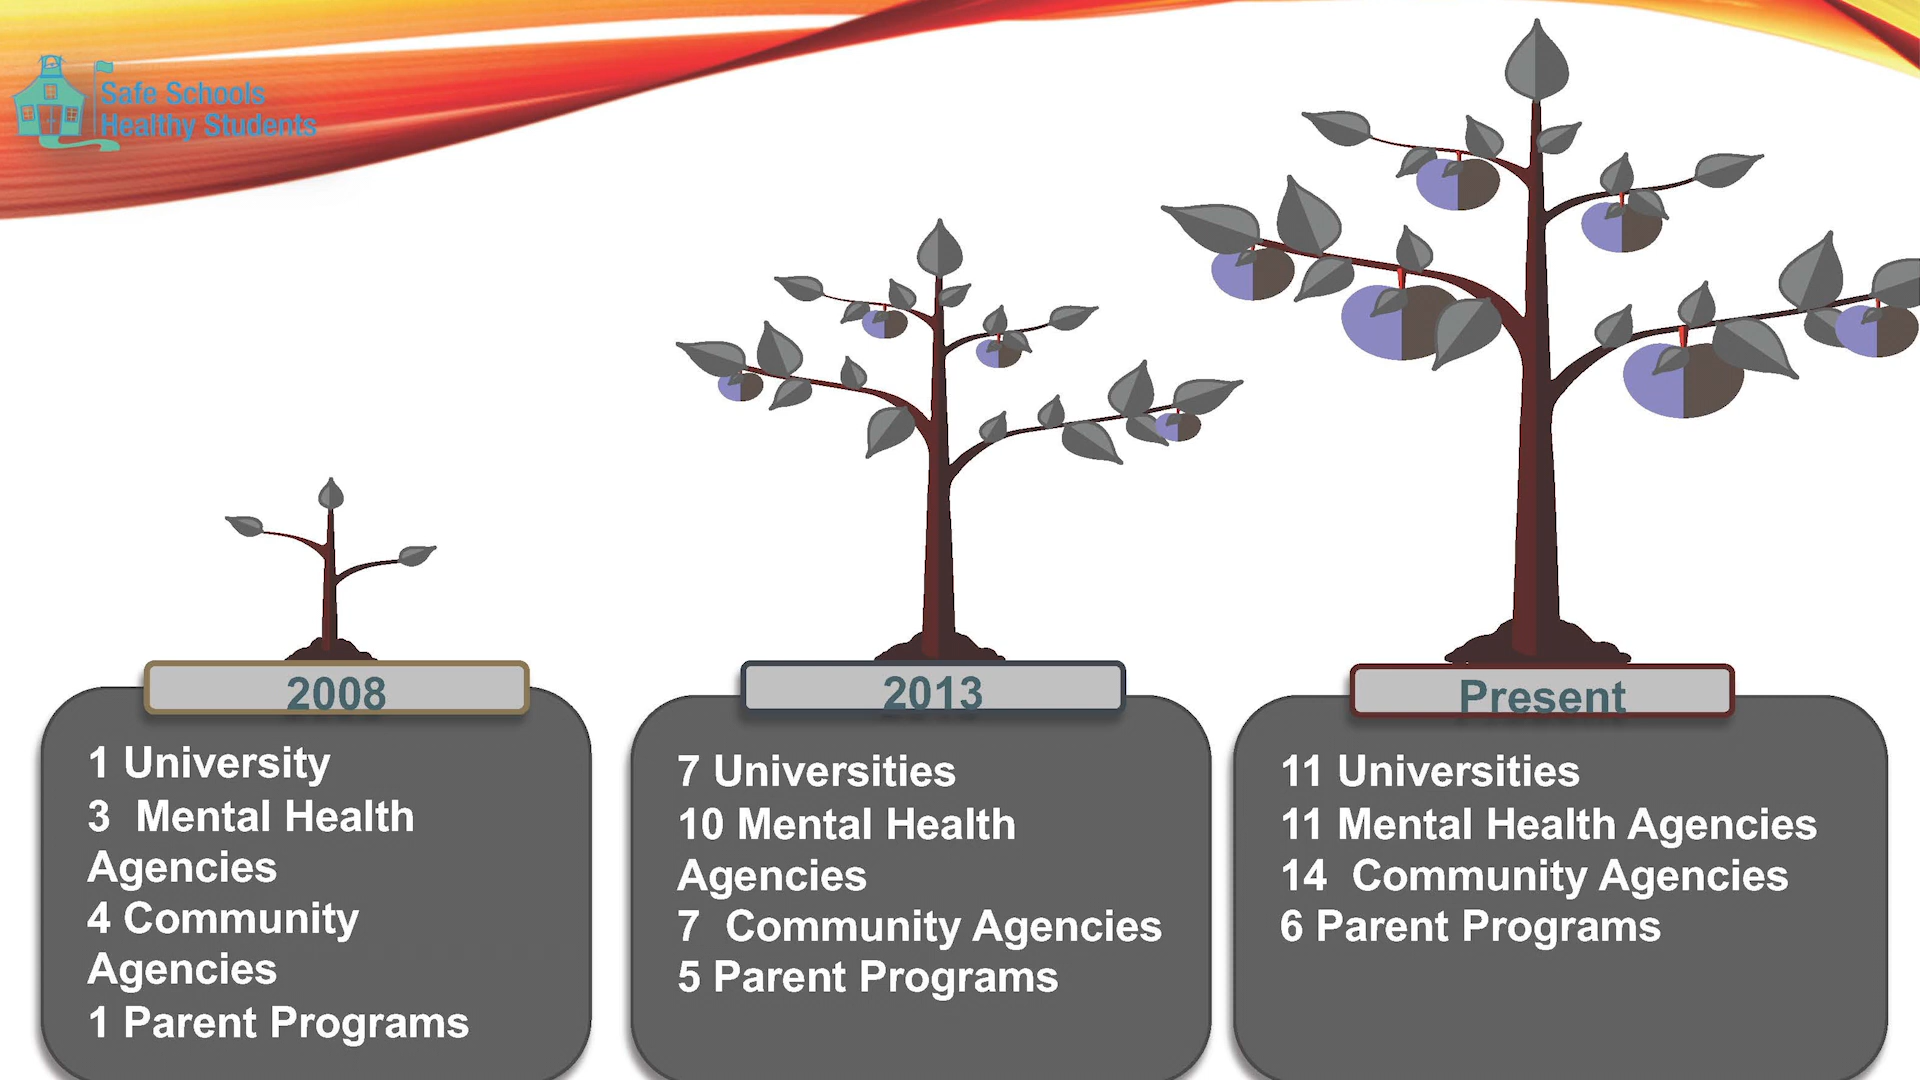 Safe Schools
Healthy Students
2008
1 University
3  Mental Health
Agencies
4 Community
Agencies
1 Parent Programs
2013
7 Universities
10 Mental Health
Agencies
7  Community Agencies
5 Parent Programs
Present
11 Universities
11 Mental Health Agencies
14  Community Agencies
6 Parent Programs